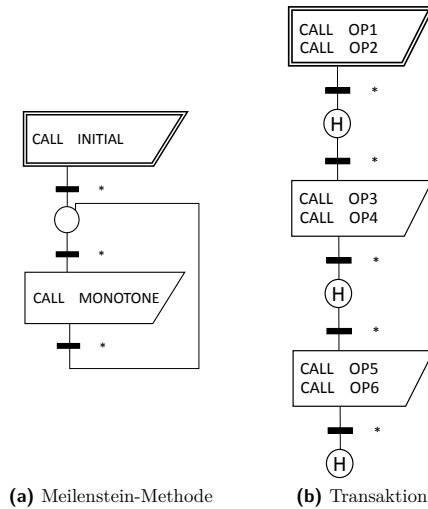 CALL INITIAL
*
*
CALL MONOTONE
*
(a) Meilenstein-Methode
CALL OP1
CALL OP2
*
H
*
CALL OP3
CALL OP4
*
H
*
CALL OP5
CALL OP6
*
H
(b) Transaktion